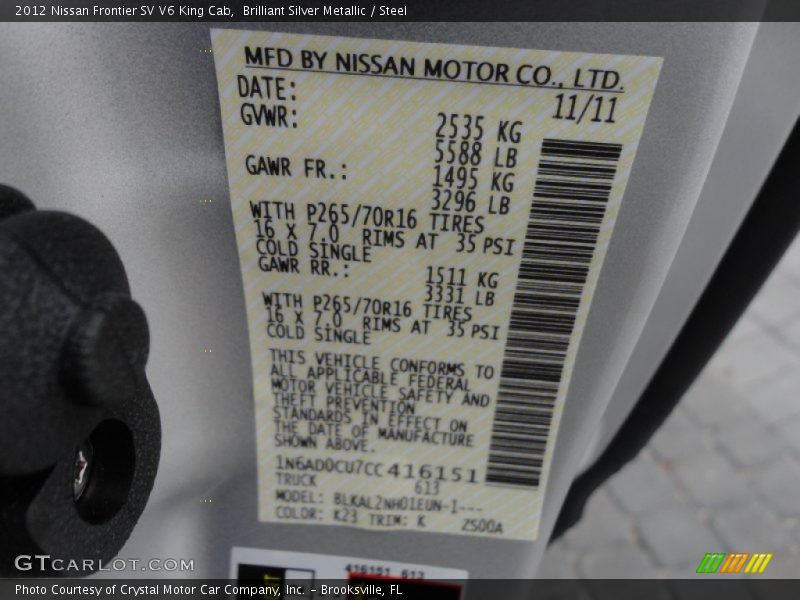 2012 Nissan Frontier SV V6 King Cab,  Brilliant Silver Metallic / Steel
MFD BY NISSAN MOTOR CO., LTD.
DATE: 11/11
GVWR: 2535 KG
5588 LB
GAWR FR.: 1495 KG
3296 LB
WITH P265/70R16 TIRES
16 X 7.0 RIMS AT 35 PSI
COLD SINGLE
GAWR RR.: 1511 KG
3331 LB
WITH P265/70R16 TIRES
16 X 7.0 RIMS AT 35 PSI
COLD SINGLE
THIS VEHICLE CONFORMS TO
ALL APPLICABLE FEDERAL
MOTOR VEHICLE SAFETY AND
THEFT PREVENTION
STANDARDS IN EFFECT ON
THE DATE OF MANUFACTURE
SHOWN ABOVE.
1N6AD0CU7CC416151
TRUCK 613
MODEL: BLKAL2NH01EUN-1---
COLOR: K23 TRIM: K ZS00A
416151 613
GTCARLOT.COM
Photo Courtesy of Crystal Motor Car Company, Inc. – Brooksville, FL